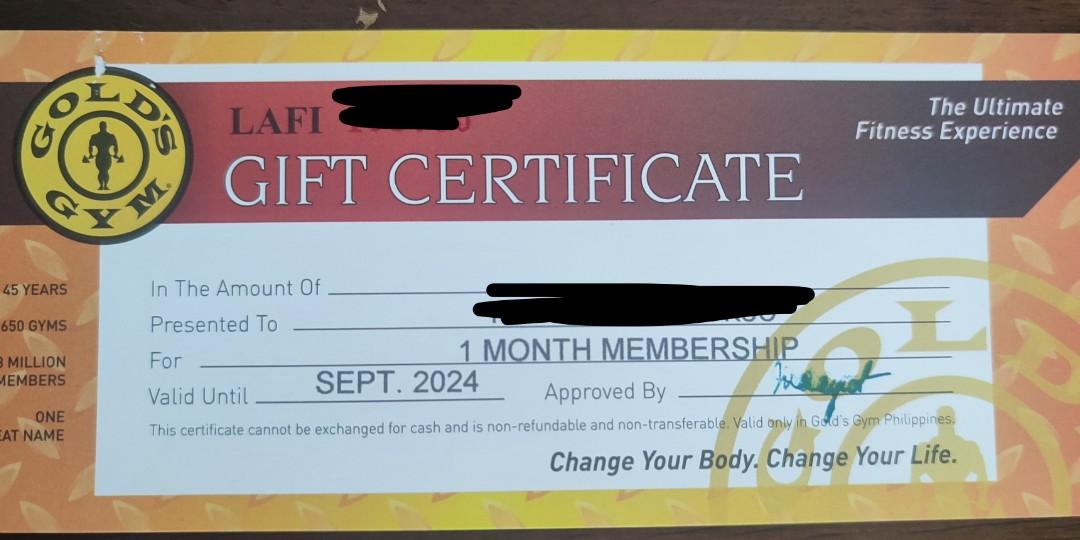 GOLD'S GYM®
LAFI
GIFT CERTIFICATE
The Ultimate
Fitness Experience
45 YEARS
650 GYMS
MILLION
MEMBERS
ONE
NAME
In The Amount Of
Presented To
For 1 MONTH MEMBERSHIP
Valid Until SEPT. 2024 Approved By
This certificate cannot be exchanged for cash and is non-refundable and non-transferable. Valid only in Gold's Gym Philippines.
Change Your Body. Change Your Life.